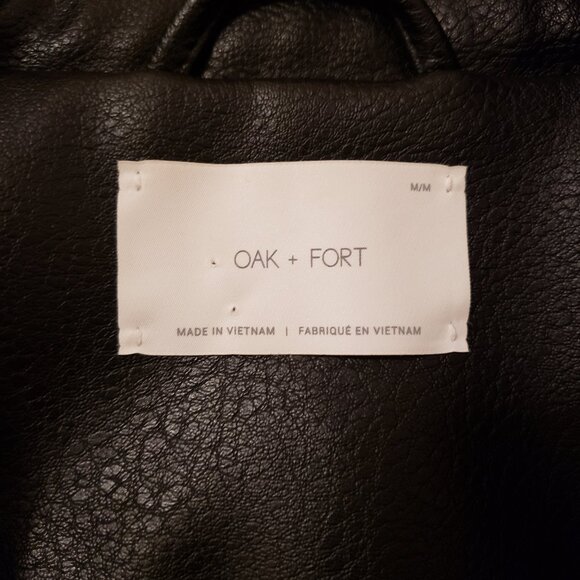 M/M
OAK + FORT
MADE IN VIETNAM | FABRIQUÉ EN VIETNAM